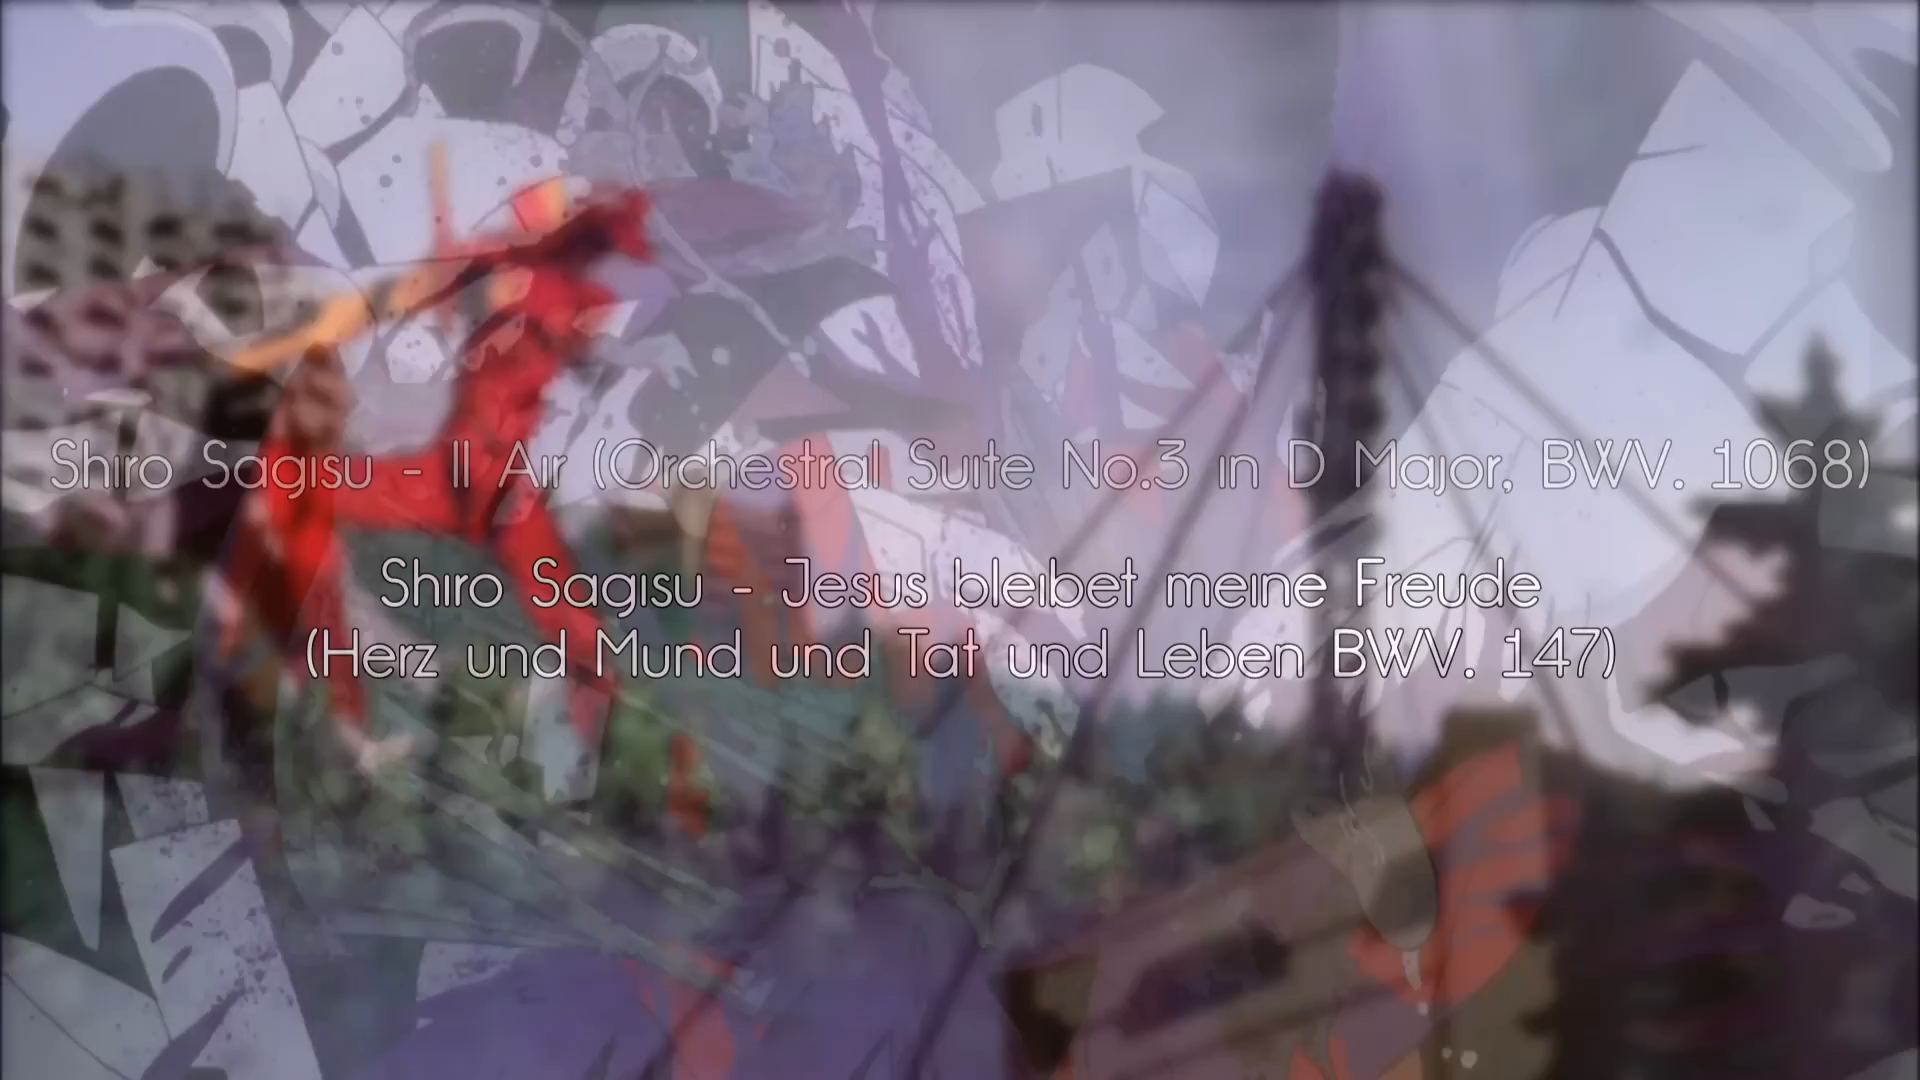 Shiro Sagisu - II Air (Orchestral Suite No.3 in D Major, BWV. 1068)
Shiro Sagisu - Jesus bleibet meine Freude
(Herz und Mund und Tat und Leben BWV. 147)